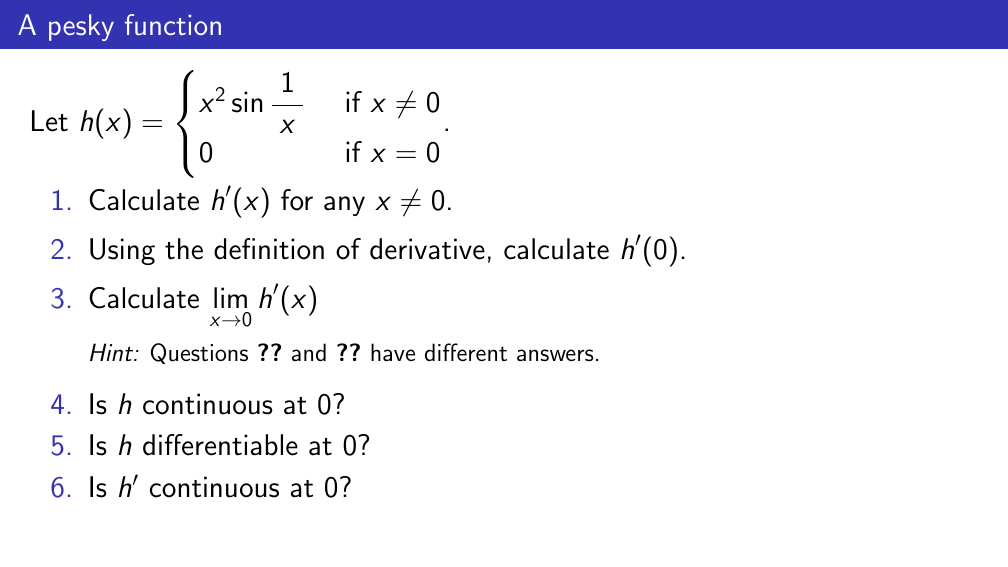 A pesky function
Let h(x) = { x² sin 1/x if x ≠ 0
0 if x = 0 .
1. Calculate h′(x) for any x ≠ 0.
2. Using the definition of derivative, calculate h′(0).
3. Calculate lim x→0 h′(x)
Hint: Questions ?? and ?? have different answers.
4. Is h continuous at 0?
5. Is h differentiable at 0?
6. Is h′ continuous at 0?